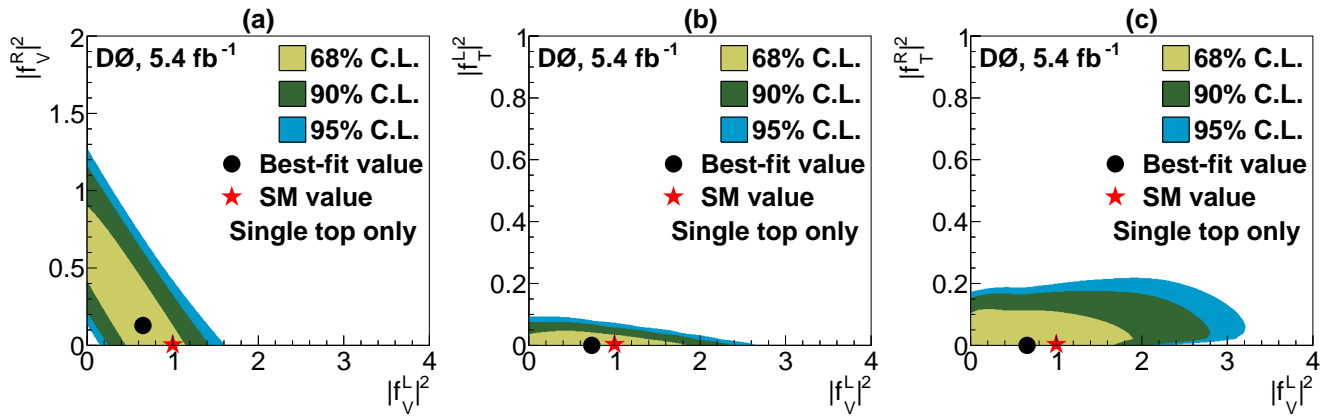 (a)
|f_V^R|^2
2
1.5
1
0.5
0
0 1 2 3 4
|f_V^L|^2
DØ, 5.4 fb^-1
68% C.L.
90% C.L.
95% C.L.
Best-fit value
SM value
Single top only
(b)
|f_T^L|^2
1
0.8
0.6
0.4
0.2
0
0 1 2 3 4
|f_V^L|^2
DØ, 5.4 fb^-1
68% C.L.
90% C.L.
95% C.L.
Best-fit value
SM value
Single top only
(c)
|f_T^R|^2
1
0.8
0.6
0.4
0.2
0
0 1 2 3 4
|f_V^L|^2
DØ, 5.4 fb^-1
68% C.L.
90% C.L.
95% C.L.
Best-fit value
SM value
Single top only